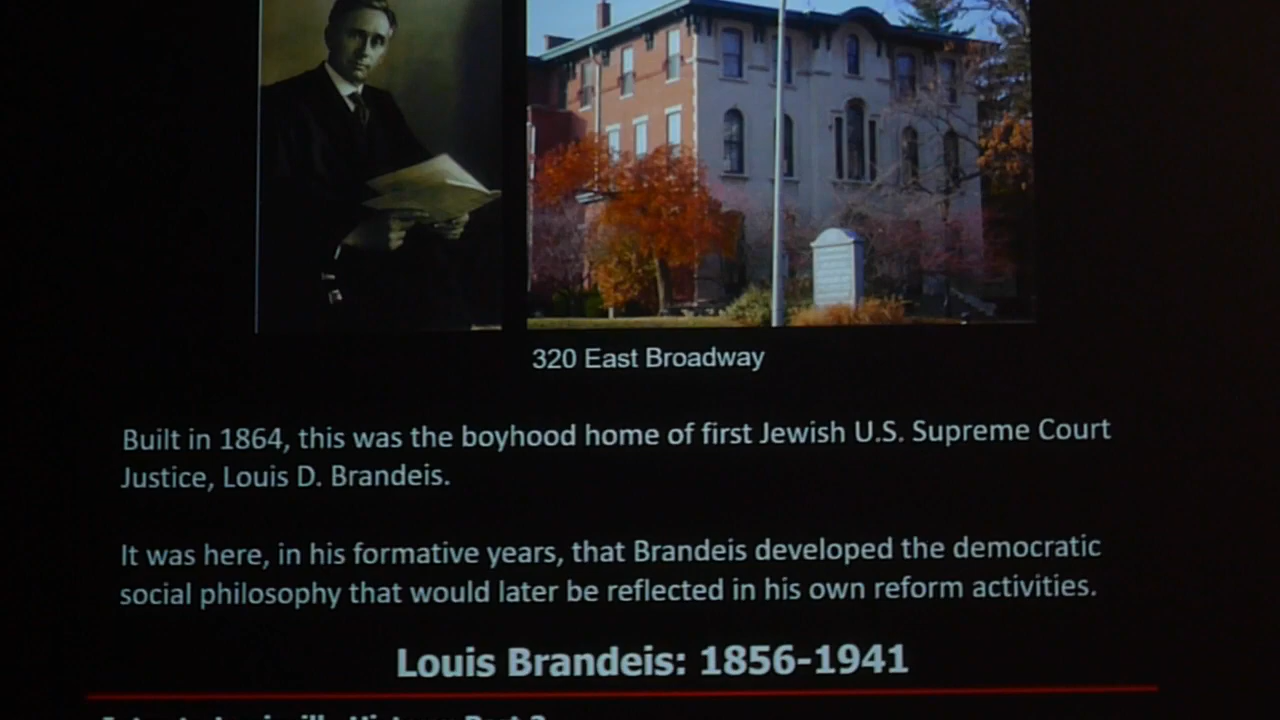 320 East Broadway
Built in 1864, this was the boyhood home of first Jewish U.S. Supreme Court
Justice, Louis D. Brandeis.
It was here, in his formative years, that Brandeis developed the democratic
social philosophy that would later be reflected in his own reform activities.
Louis Brandeis: 1856-1941